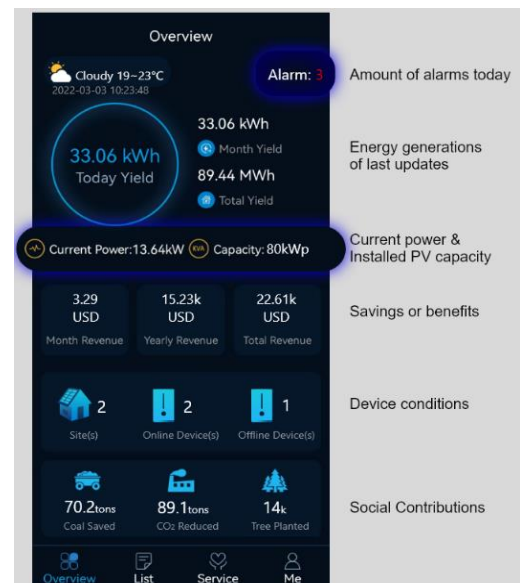 Overview
Cloudy 19~23℃
2022-03-03 10:23:48
Alarm: 3
Amount of alarms today
33.06 kWh
Today Yield
33.06 kWh
Month Yield
89.44 MWh
Total Yield
Energy generations
of last updates
Current Power:13.64kW
KVA
Capacity:80kWp
Current power &
Installed PV capacity
3.29
USD
Month Revenue
15.23k
USD
Yearly Revenue
22.61k
USD
Total Revenue
Savings or benefits
2
Site(s)
2
Online Device(s)
1
Offline Device(s)
Device conditions
70.2tons
Coal Saved
89.1tons
CO₂ Reduced
14k
Tree Planted
Social Contributions
Overview
List
Service
Me